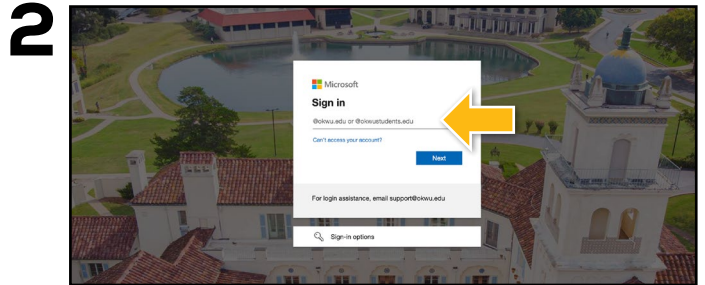 2
Microsoft
Sign in
@okwu.edu or @okwustudents.edu
Can't access your account?
Next
For login assistance, email support@okwu.edu
Sign-in options